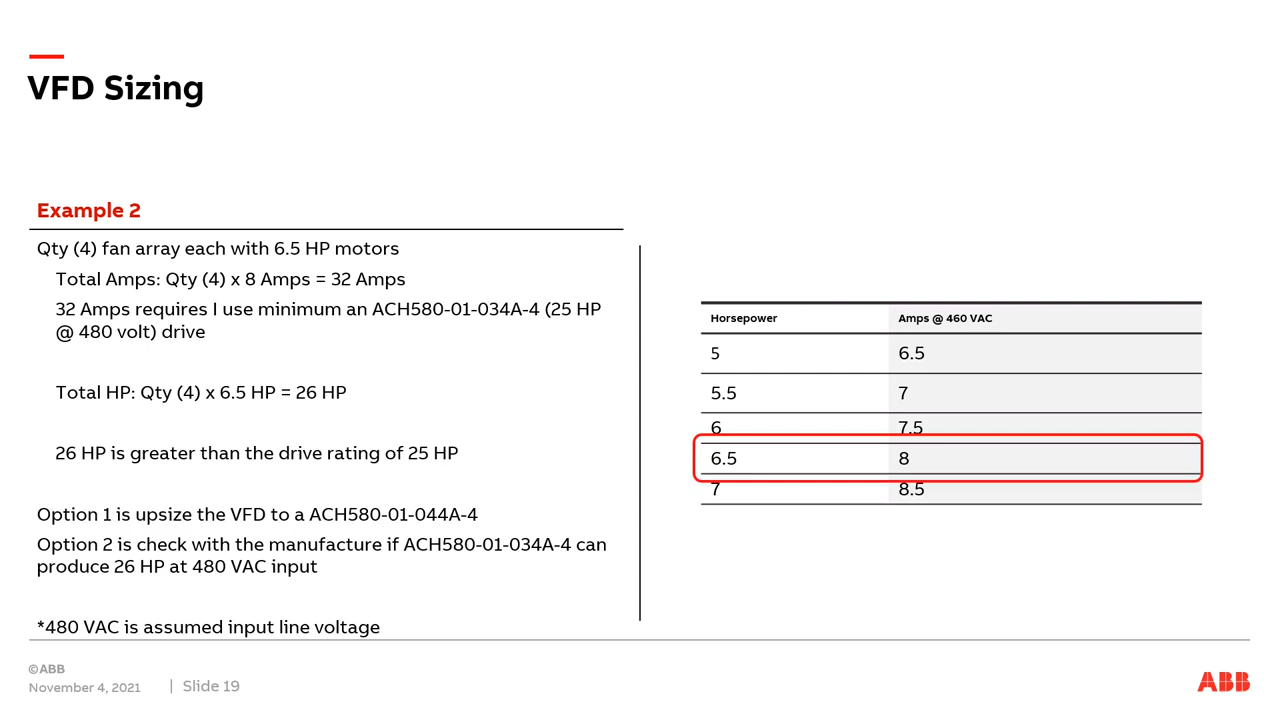 VFD Sizing
Example 2
Qty (4) fan array each with 6.5 HP motors
Total Amps: Qty (4) x 8 Amps = 32 Amps
32 Amps requires I use minimum an ACH580-01-034A-4 (25 HP
@ 480 volt) drive
Total HP: Qty (4) x 6.5 HP = 26 HP
26 HP is greater than the drive rating of 25 HP
Option 1 is upsize the VFD to a ACH580-01-044A-4
Option 2 is check with the manufacture if ACH580-01-034A-4 can
produce 26 HP at 480 VAC input
*480 VAC is assumed input line voltage
Horsepower Amps @ 460 VAC
5 6.5
5.5 7
6 7.5
6.5 8
7 8.5
©ABB
November 4, 2021 | Slide 19
ABB